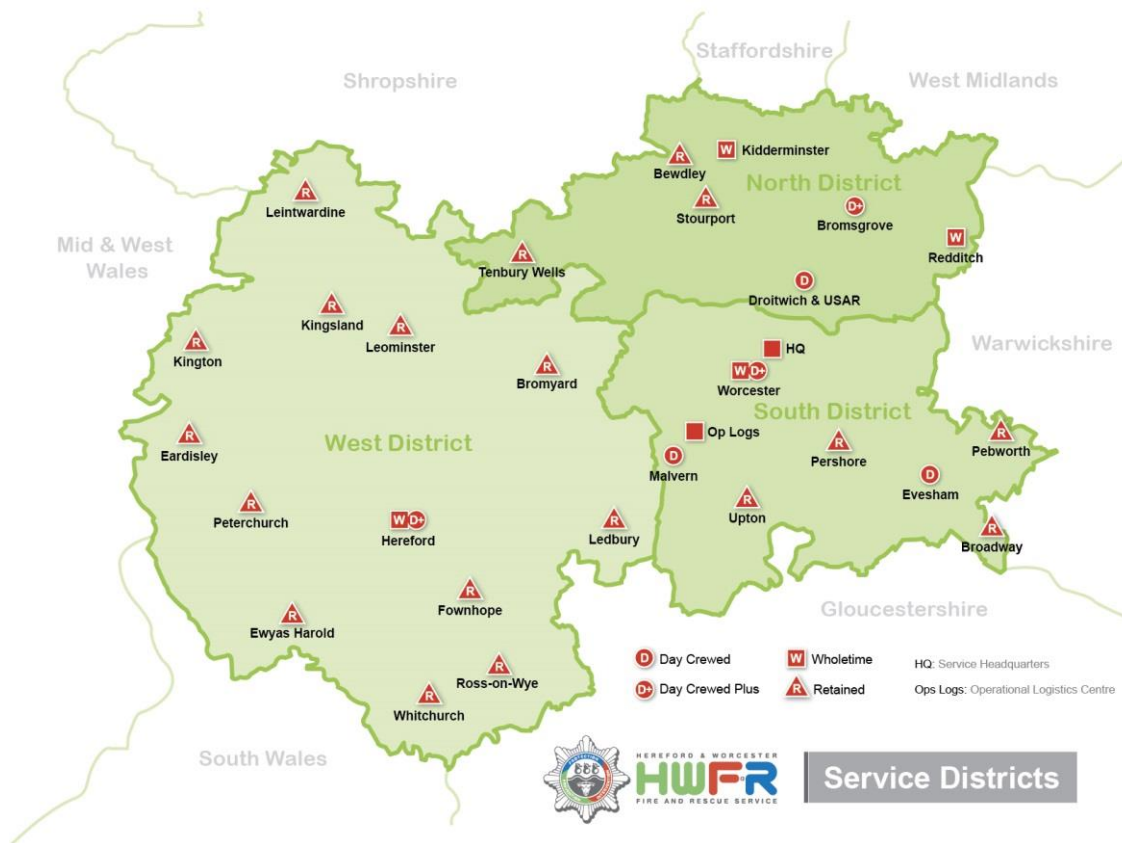 Staffordshire
Shropshire
West Midlands
W Kidderminster
R
Bewdley
North District
R
Leintwardine
R
Stourport
D+
Bromsgrove
Mid & West
Wales
W
Redditch
R
Tenbury Wells
D
Droitwich & USAR
R
Kingsland
R
Leominster
R
Kington
Warwickshire
HQ
R
Bromyard
W D+
Worcester
South District
West District
Op Logs
R
Eardisley
D
Malvern
R
Pershore
R
Pebworth
D
Evesham
R
Peterchurch
R
Upton
W D+
Hereford
R
Ledbury
R
Broadway
R
Fownhope
Gloucestershire
R
Ewyas Harold
R
Ross-on-Wye
R
Whitchurch
South Wales
D Day Crewed
W Wholetime
HQ: Service Headquarters
D+ Day Crewed Plus
R Retained
Ops Logs: Operational Logistics Centre
HEREFORD & WORCESTER
HWFR
FIRE AND RESCUE SERVICE
Service Districts